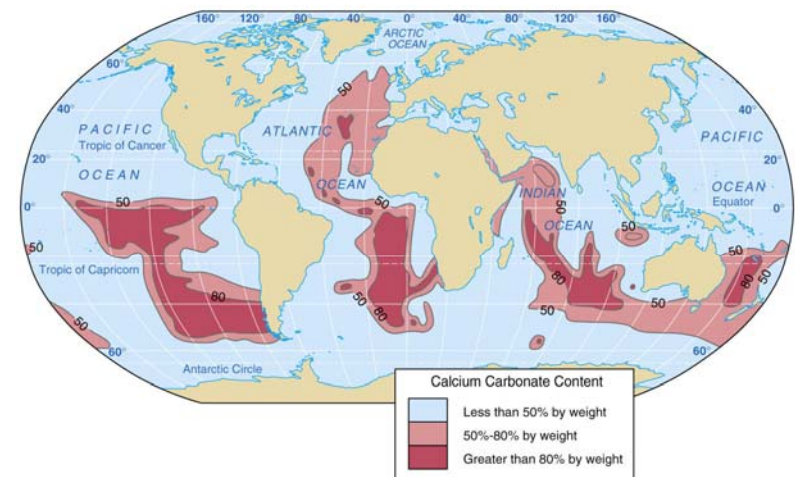 160° 120° 80° 40° 0° 40° 80° 120° 160°
ARCTIC
OCEAN
60°
50
40°
40°
PACIFIC
ATLANTIC
PACIFIC
Tropic of Cancer
20°
20°
OCEAN
OCEAN
INDIAN
OCEAN
50
50
50
Equator
0°
0°
OCEAN
50
50
50
Tropic of Capricorn
80
50
80
80
50
50
80
50
50
60°
60°
Antarctic Circle
Calcium Carbonate Content
Less than 50% by weight
50%-80% by weight
Greater than 80% by weight